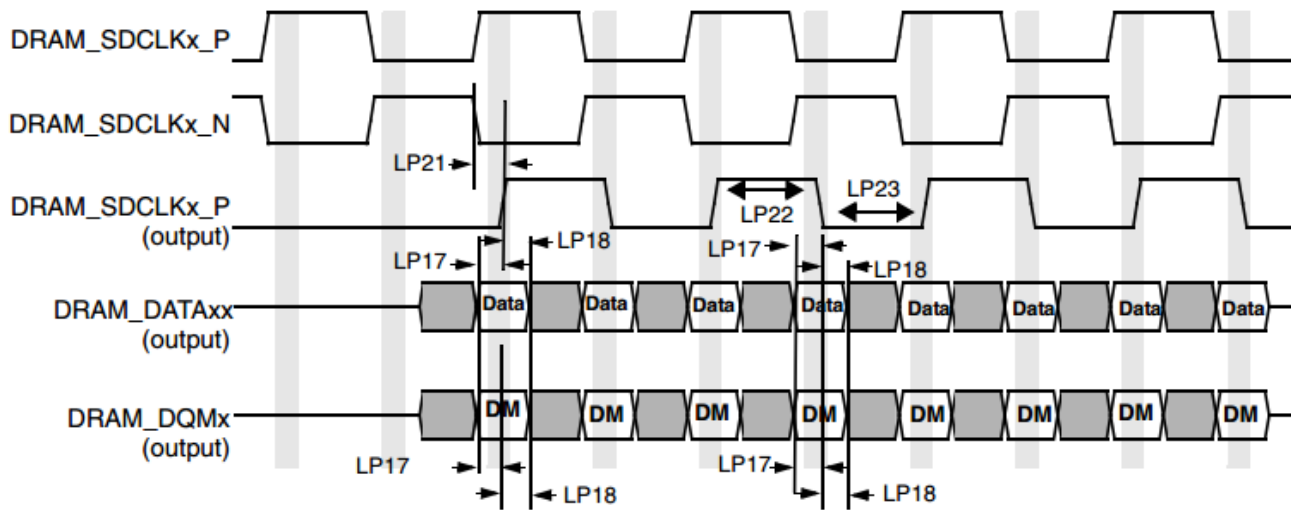 DRAM_SDCLKx_P
DRAM_SDCLKx_N
LP21
DRAM_SDCLKx_P
(output)
LP22
LP23
LP17
LP18
LP17
LP18
DRAM_DATAxx
(output)
Data Data Data Data Data Data Data Data
DRAM_DQMx
(output)
DM DM DM DM DM DM DM DM
LP17
LP18
LP17
LP18